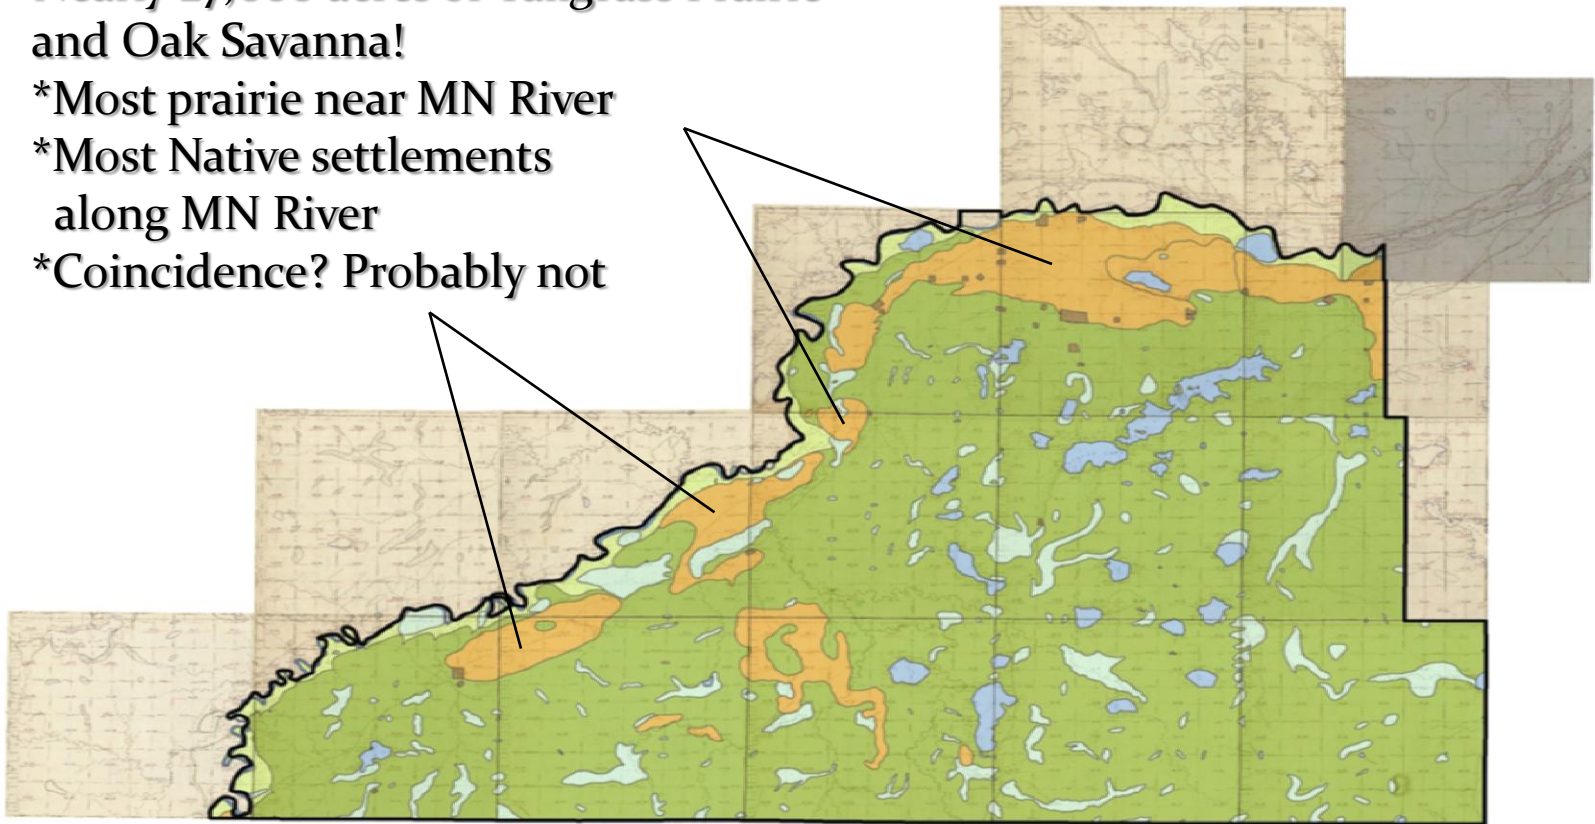 and Oak Savanna!
*Most prairie near MN River
*Most Native settlements
along MN River
*Coincidence? Probably not